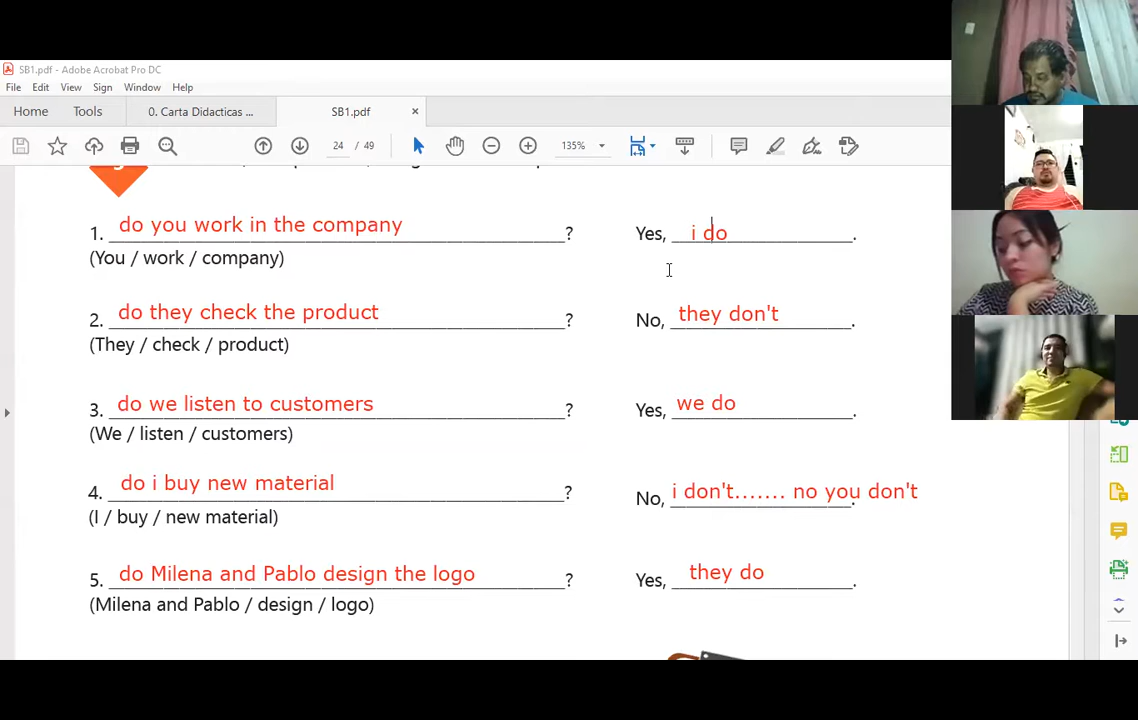 SB1.pdf - Adobe Acrobat Pro DC
File Edit View Sign Window Help
Home Tools 0. Carta Didacticas ... SB1.pdf ×
24 / 49 135%
1. do you work in the company ? Yes, i do .
(You / work / company)
2. do they check the product ? No, they don't .
(They / check / product)
3. do we listen to customers ? Yes, we do .
(We / listen / customers)
4. do i buy new material ? No, i don't....... no you don't .
(I / buy / new material)
5. do Milena and Pablo design the logo ? Yes, they do .
(Milena and Pablo / design / logo)